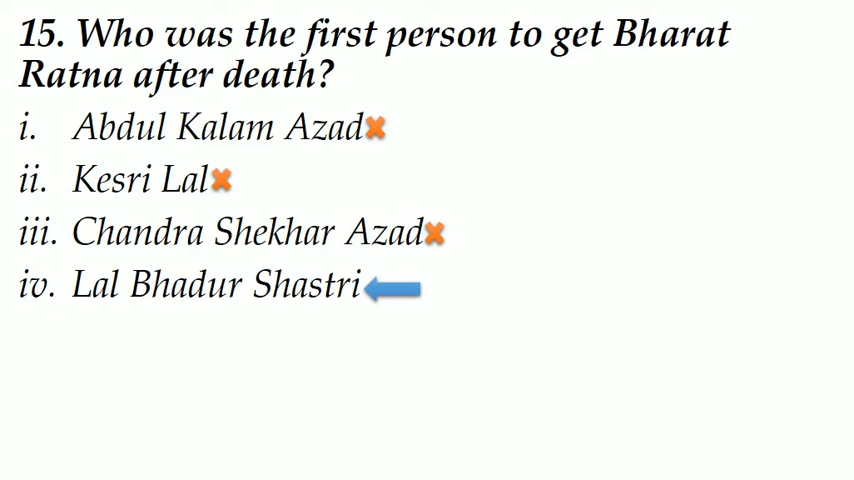 15. Who was the first person to get Bharat
Ratna after death?
i. Abdul Kalam Azad
ii. Kesri Lal
iii. Chandra Shekhar Azad
iv. Lal Bhadur Shastri